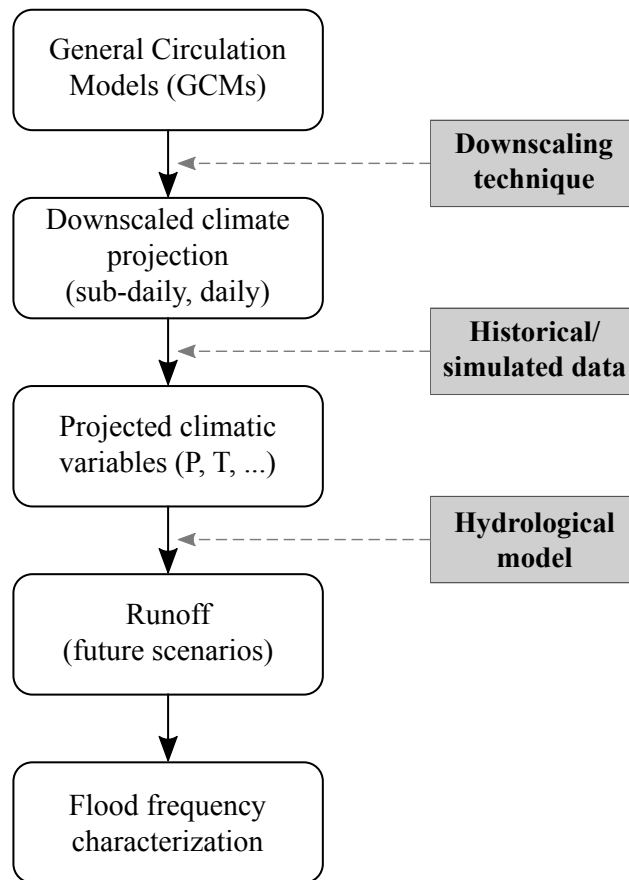 General Circulation
Models (GCMs)
Downscaling
technique
Downscaled climate
projection
(sub-daily, daily)
Historical/
simulated data
Projected climatic
variables (P, T, ...)
Hydrological
model
Runoff
(future scenarios)
Flood frequency
characterization